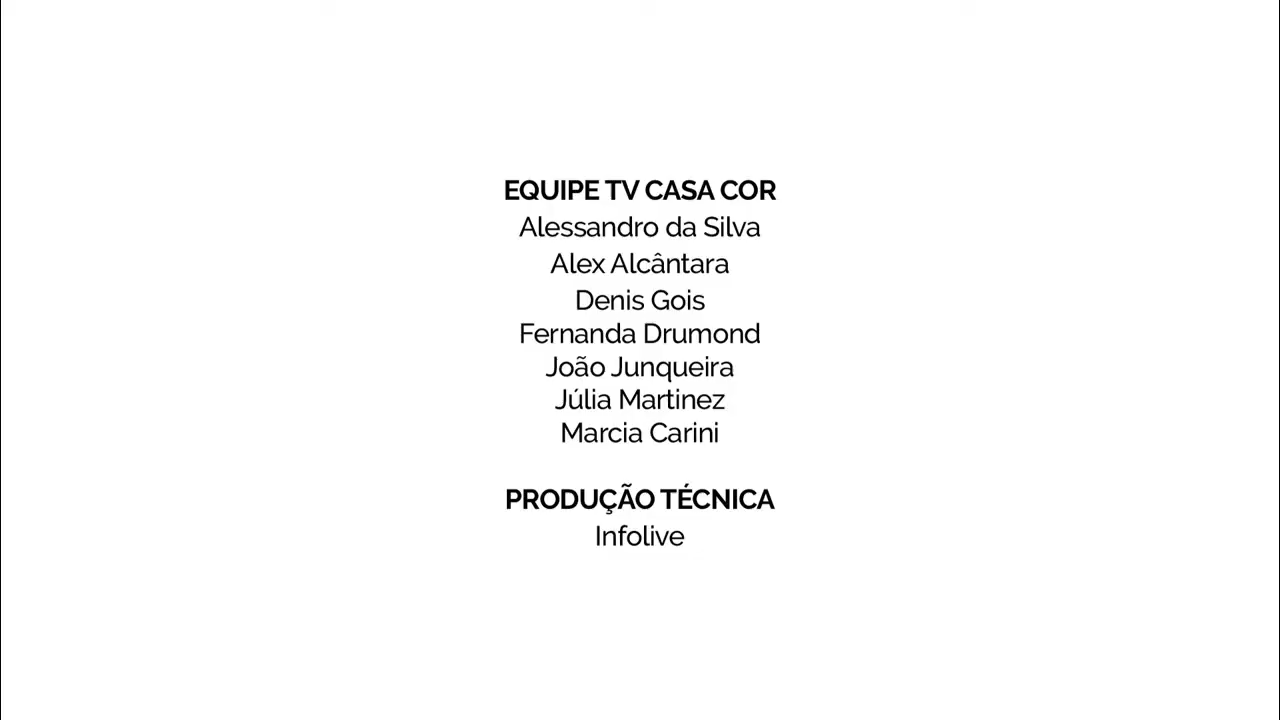 EQUIPE TV CASA COR
Alessandro da Silva
Alex Alcântara
Denis Gois
Fernanda Drumond
João Junqueira
Júlia Martinez
Marcia Carini
PRODUÇÃO TÉCNICA
Infolive